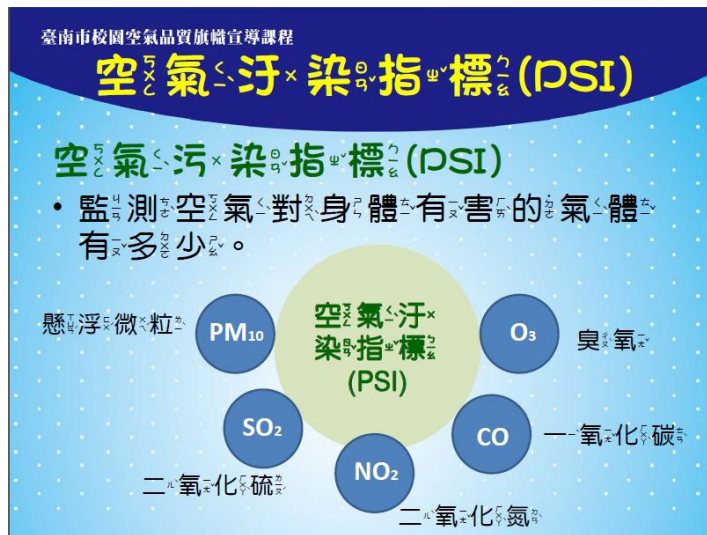 臺南市校園空氣品質旗幟宣導課程
空氣汙染指標(PSI)
空氣污染指標(PSI)
• 監測空氣對身體有害的氣體
有多少。
懸浮微粒
PM10
空氣汙
染指標
(PSI)
O3
臭氧
SO2
二氧化硫
NO2
二氧化氮
CO
一氧化碳